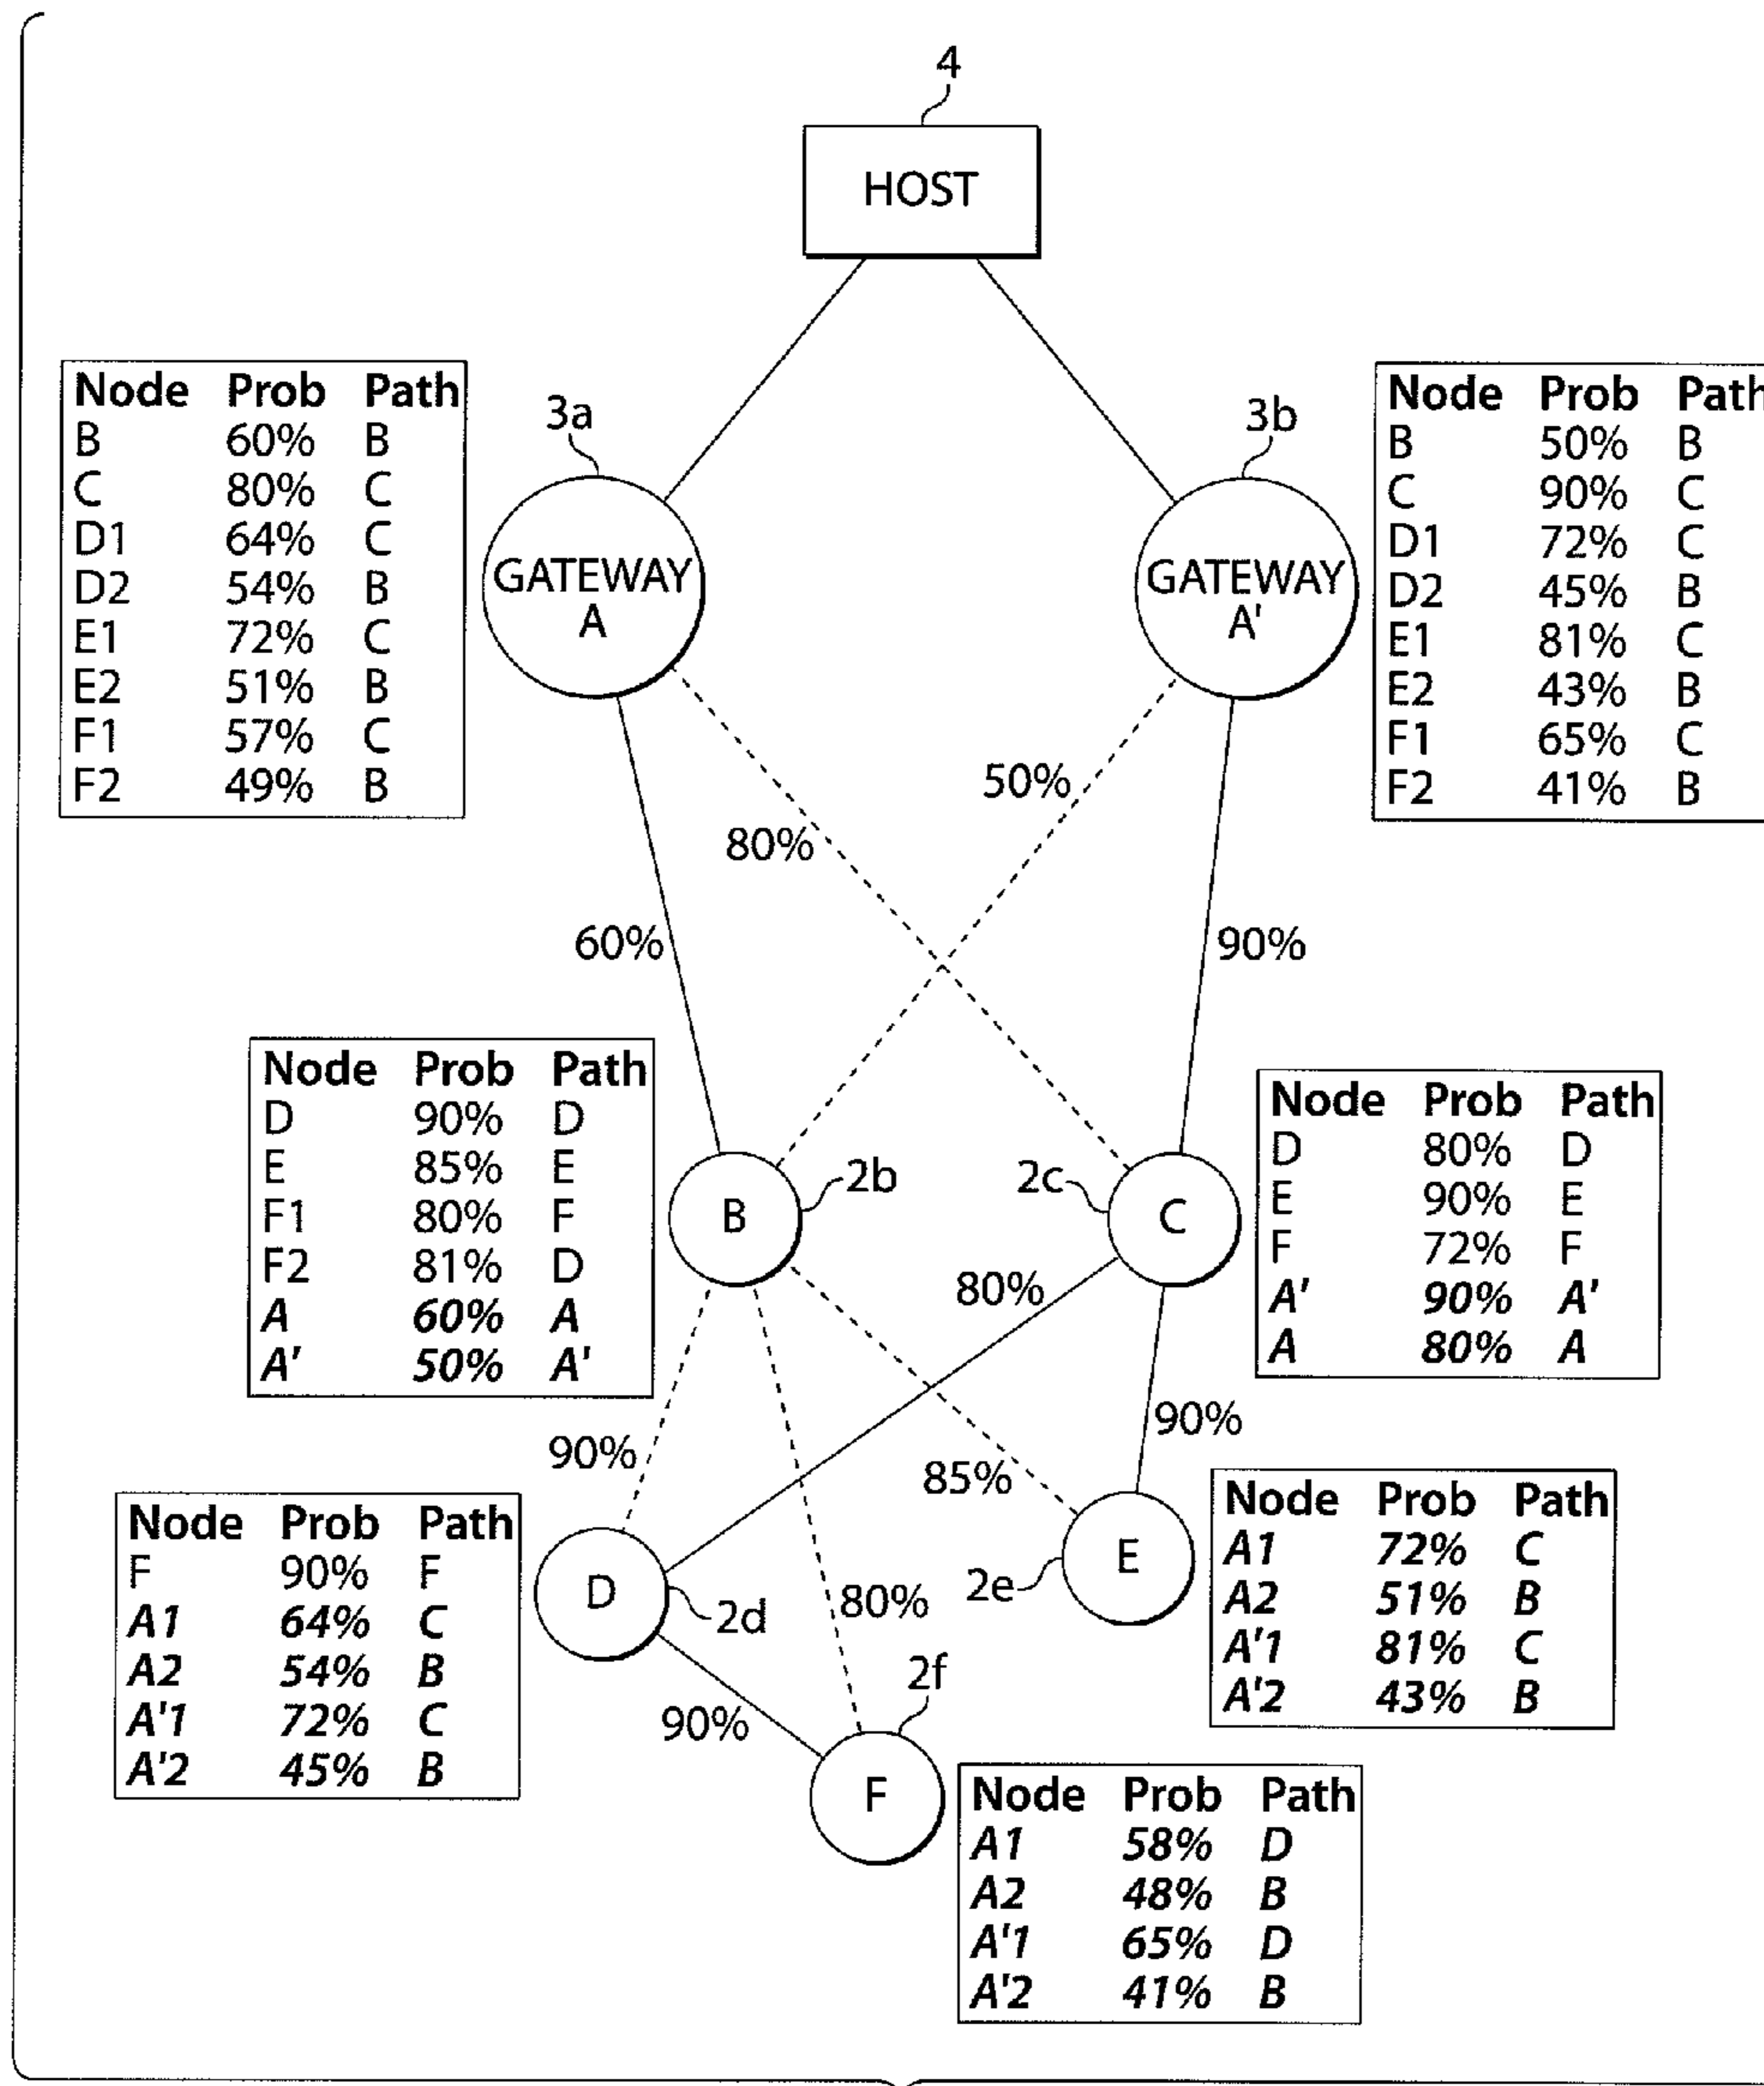 4
HOST
Node Prob Path
B 60% B
C 80% C
D1 64% C
D2 54% B
E1 72% C
E2 51% B
F1 57% C
F2 49% B
3a
GATEWAY
A
3b
GATEWAY
A'
Node Prob Path
B 50% B
C 90% C
D1 72% C
D2 45% B
E1 81% C
E2 43% B
F1 65% C
F2 41% B
50%
80%
60%
90%
Node Prob Path
D 90% D
E 85% E
F1 80% F
F2 81% D
A 60% A
A' 50% A'
B
2b
2c
C
Node Prob Path
D 80% D
E 90% E
F 72% F
A' 90% A'
A 80% A
80%
90%
90%
85%
Node Prob Path
F 90% F
A1 64% C
A2 54% B
A'1 72% C
A'2 45% B
D
2d
80%
2e
E
Node Prob Path
A1 72% C
A2 51% B
A'1 81% C
A'2 43% B
90%
2f
F
Node Prob Path
A1 58% D
A2 48% B
A'1 65% D
A'2 41% B